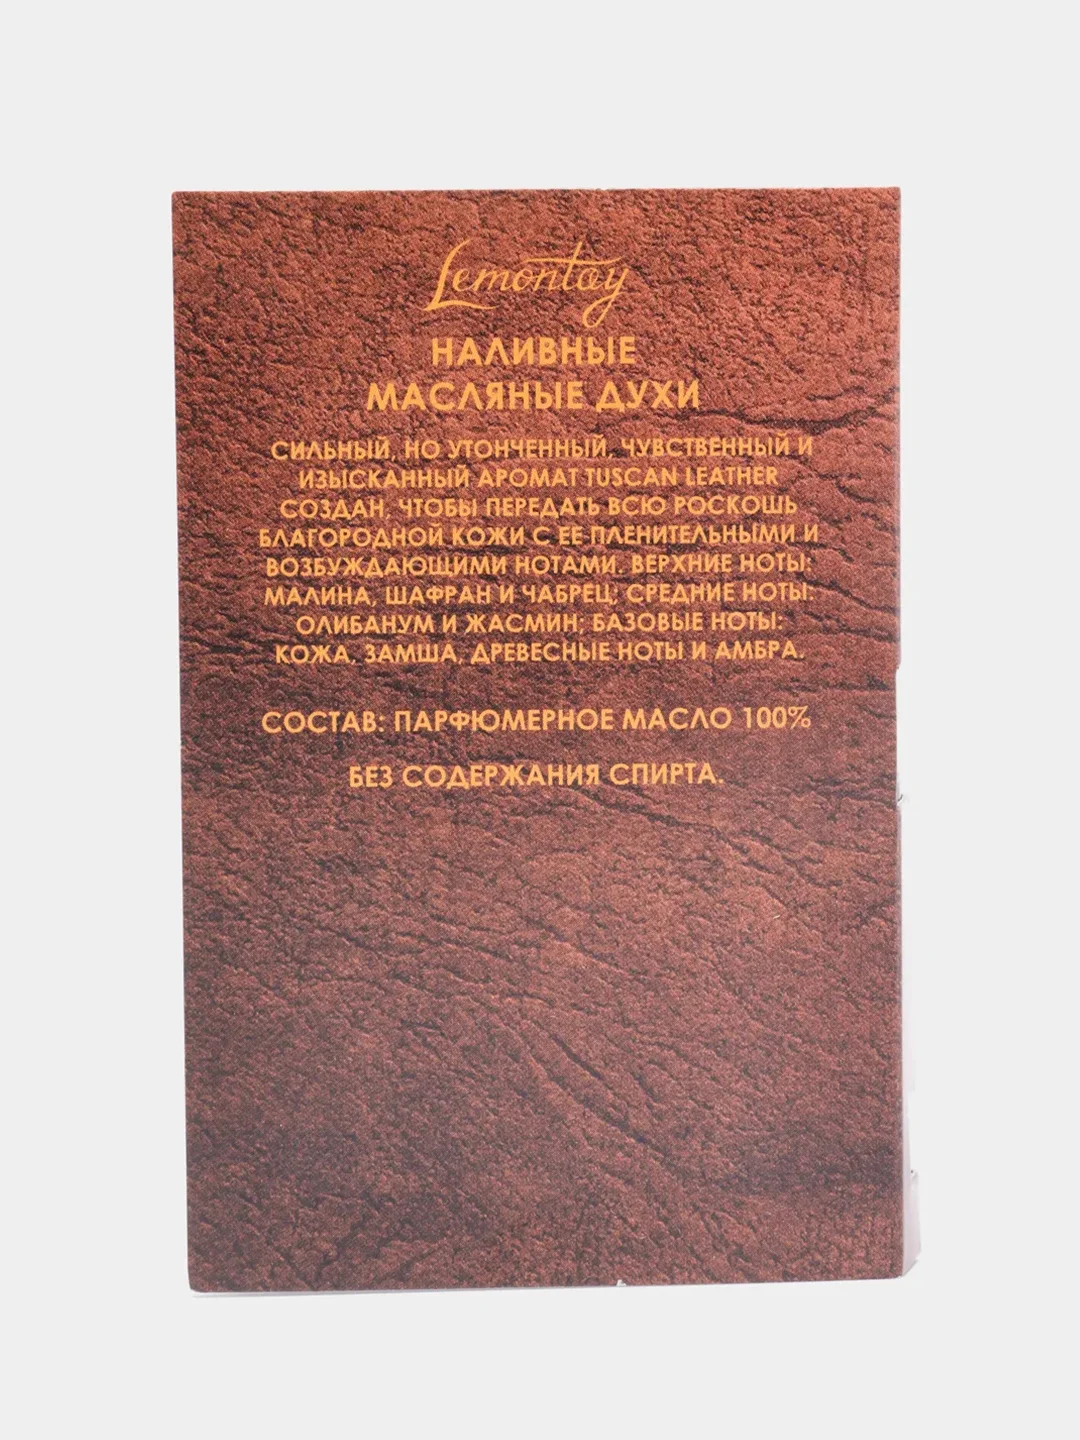 Lemontay
НАЛИВНЫЕ
МАСЛЯНЫЕ ДУХИ
СИЛЬНЫЙ, НО УТОНЧЕННЫЙ, ЧУВСТВЕННЫЙ И
ИЗЫСКАННЫЙ АРОМАТ TUSCAN LEATHER
СОЗДАН, ЧТОБЫ ПЕРЕДАТЬ ВСЮ РОСКОШЬ
БЛАГОРОДНОЙ КОЖИ С ЕЕ ПЛЕНИТЕЛЬНЫМИ И
ВОЗБУЖДАЮЩИМИ НОТАМИ. ВЕРХНИЕ НОТЫ:
МАЛИНА, ШАФРАН И ЧАБРЕЦ; СРЕДНИЕ НОТЫ:
ОЛИБАНУМ И ЖАСМИН; БАЗОВЫЕ НОТЫ:
КОЖА, ЗАМША, ДРЕВЕСНЫЕ НОТЫ И АМБРА.
СОСТАВ: ПАРФЮМЕРНОЕ МАСЛО 100%
БЕЗ СОДЕРЖАНИЯ СПИРТА.